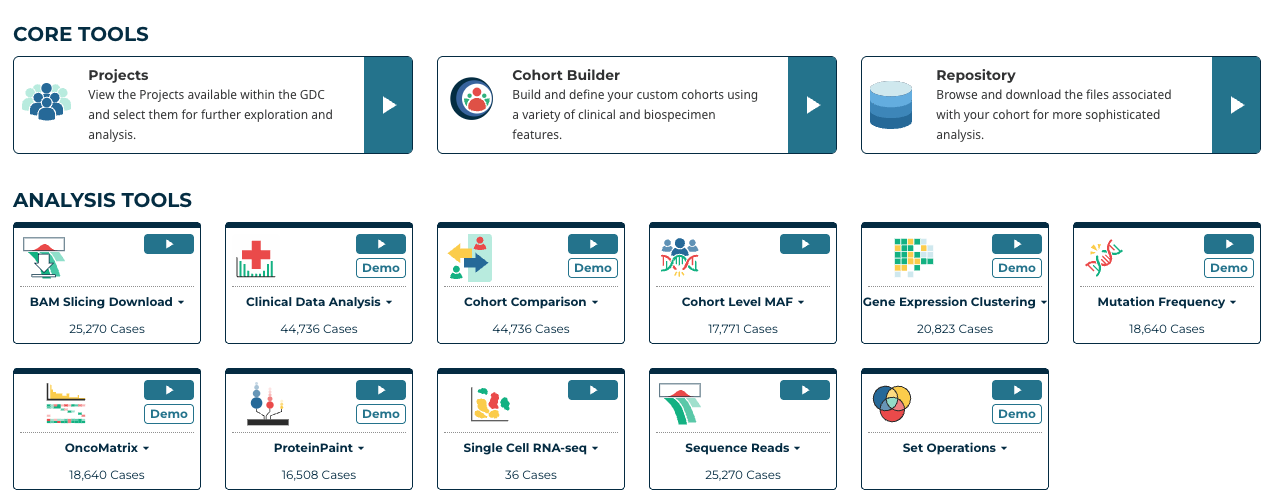 CORE TOOLS
Projects
View the Projects available within the GDC
and select them for further exploration and
analysis.
Cohort Builder
Build and define your custom cohorts using
a variety of clinical and biospecimen
features.
Repository
Browse and download the files associated
with your cohort for more sophisticated
analysis.
ANALYSIS TOOLS
BAM Slicing Download
25,270 Cases
Demo
Clinical Data Analysis
44,736 Cases
Demo
Cohort Comparison
44,736 Cases
Cohort Level MAF
17,771 Cases
Demo
Gene Expression Clustering
20,823 Cases
Demo
Mutation Frequency
18,640 Cases
Demo
OncoMatrix
18,640 Cases
Demo
ProteinPaint
16,508 Cases
Single Cell RNA-seq
36 Cases
Sequence Reads
25,270 Cases
Demo
Set Operations